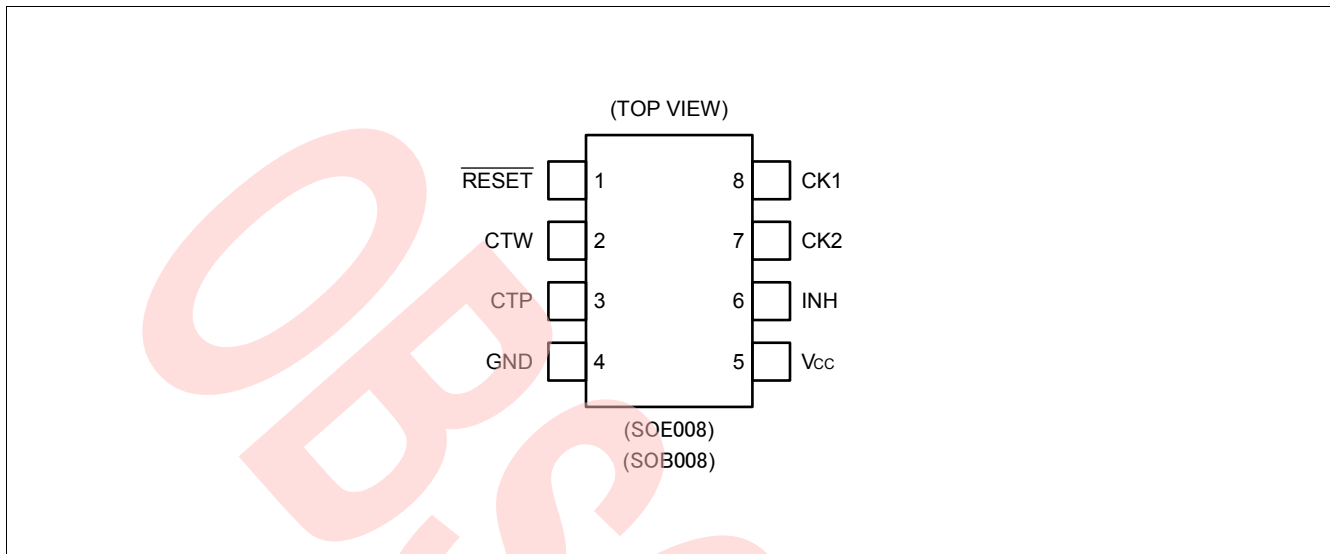 (TOP VIEW)
RESET 1 8 CK1
CTW 2 7 CK2
CTP 3 6 INH
GND 4 5 Vcc
(SOE008)
(SOB008)